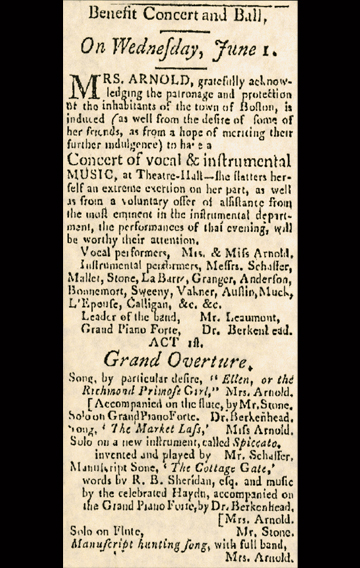 Benefit Concert and Ball,
On Wednesday, June 1.
MRS. ARNOLD, gratefully acknow-
ledging the patronage and protection
of the inhabitants of the town of Boston, is
induced (as well from the desire of some of
her friends, as from a hope of meriting their
further indulgence) to have a
Concert of vocal & instrumental
MUSIC, at Theatre-Hall—she flatters her-
self an extreme exertion on her part, as well
as from a voluntary offer of assistance from
the most eminent in the instrumental depart-
ment, the performances of that evening, will
be worthy their attention.
Vocal performers, Mrs. & Miss Arnold.
Instrumental performers, Messrs. Schaffer,
Mallet, Stone, La Barr, Granger, Anderson,
Bonnemort, Sweeny, Vakner, Austin, Muck,
L'Epouse, Calligan, &c. &c.
Leader of the band, Mr. Leaumont,
Grand Piano Forte, Dr. Berkenhead.
ACT 1st.
Grand Overture.
Song, by particular desire, "Ellen, or the
Richmond Primose Girl," Mrs. Arnold.
[Accompanied on the flute, by Mr. Stone.
Solo on Grand Piano Forte. Dr. Berkenhead.
Song, 'The Market Lass,' Miss Arnold.
Solo on a new instrument, called Spiccato,
invented and played by Mr. Schaffer,
Manuscript Song, 'The Cottage Gate,'
words by R. B. Sheridan, esq. and music
by the celebrated Haydn, accompanied on
the Grand Piano Forte, by Dr. Berkenhead,
[Mrs. Arnold.
Solo on Flute, Mr. Stone.
Manuscript hunting song, with full band,
Mrs. Arnold.